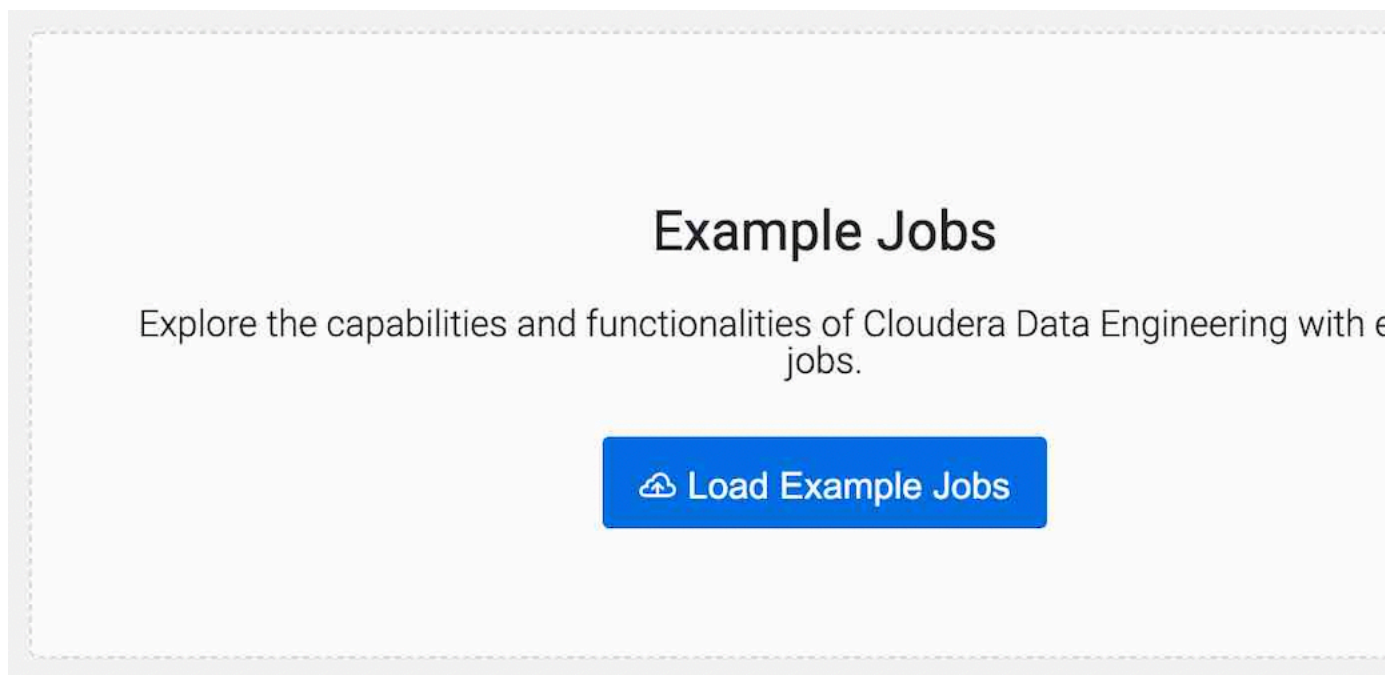 Example Jobs
Explore the capabilities and functionalities of Cloudera Data Engineering with
jobs.
Load Example Jobs